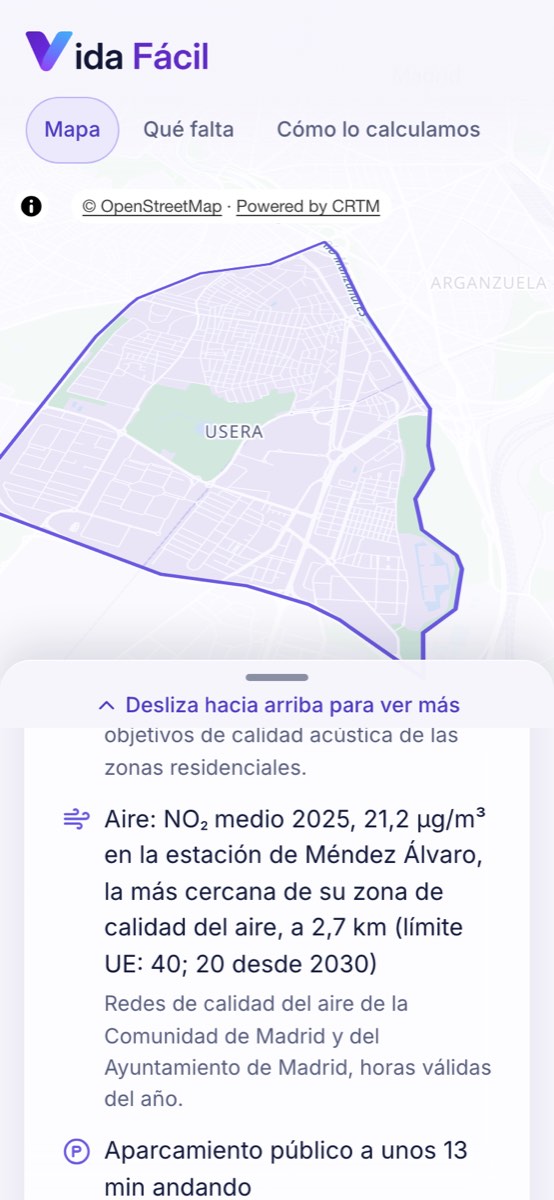 Vida Fácil
Madrid
Mapa
Qué falta
Cómo lo calculamos
© OpenStreetMap · Powered by CRTM
ARGANZUELA
USERA
Desliza hacia arriba para ver más
objetivos de calidad acústica de las
zonas residenciales.
Aire: NO₂ medio 2025, 21,2 µg/m³
en la estación de Méndez Álvaro,
la más cercana de su zona de
calidad del aire, a 2,7 km (límite
UE: 40; 20 desde 2030)
Redes de calidad del aire de la
Comunidad de Madrid y del
Ayuntamiento de Madrid, horas válidas
del año.
P
Aparcamiento público a unos 13
min andando